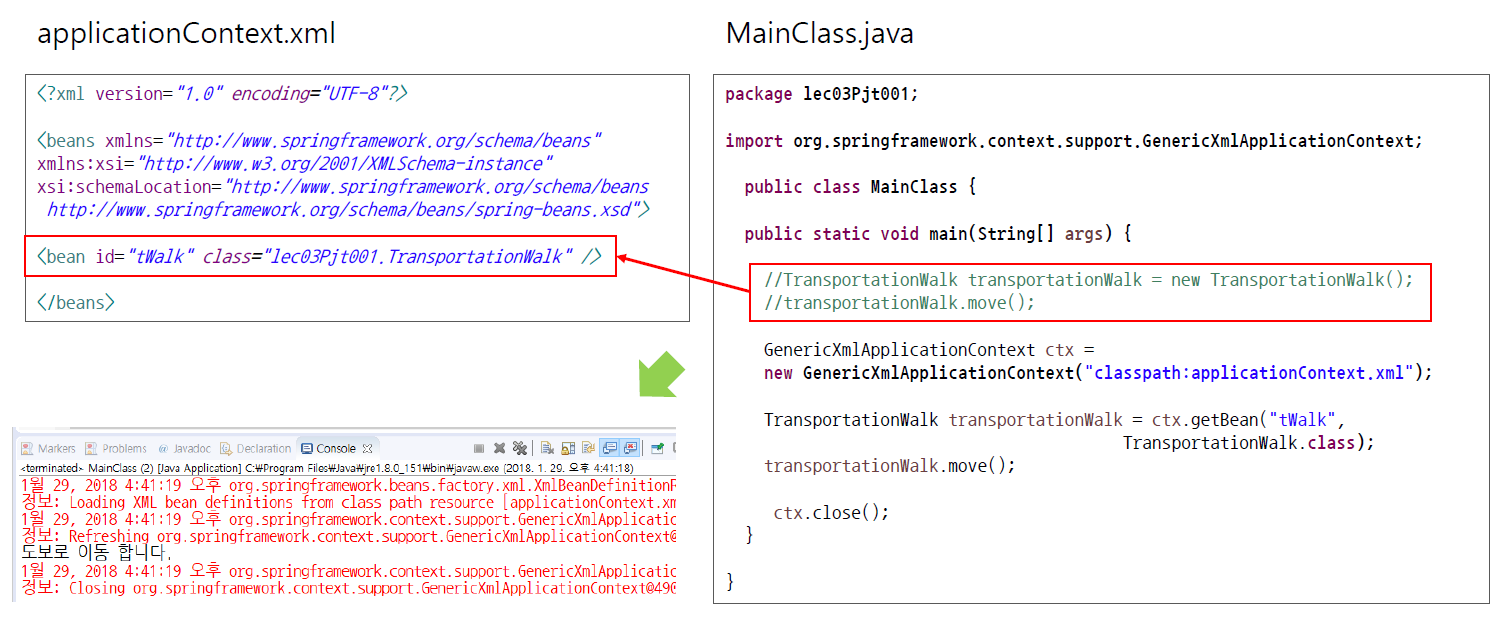 applicationContext.xml
<?xml version="1.0" encoding="UTF-8"?>
<beans xmlns="http://www.springframework.org/schema/beans"
xmlns:xsi="http://www.w3.org/2001/XMLSchema-instance"
xsi:schemaLocation="http://www.springframework.org/schema/beans
http://www.springframework.org/schema/beans/spring-beans.xsd">
<bean id="tWalk" class="lec03Pjt001.TransportationWalk" />
</beans>
MainClass.java
package lec03Pjt001;
import org.springframework.context.support.GenericXmlApplicationContext;
public class MainClass {
public static void main(String[] args) {
//TransportationWalk transportationWalk = new TransportationWalk();
//transportationWalk.move();
GenericXmlApplicationContext ctx =
new GenericXmlApplicationContext("classpath:applicationContext.xml");
TransportationWalk transportationWalk = ctx.getBean("tWalk",
TransportationWalk.class);
transportationWalk.move();
ctx.close();
}
}
Markers Problems @ Javadoc Declaration Console
<terminated> MainClass (2) [Java Application] C:₩Program Files₩Java₩jre1.8.0_151₩bin₩javaw.exe (2018. 1. 29. 오후 4:41:18)
1월 29, 2018 4:41:19 오후 org.springframework.beans.factory.xml.XmlBeanDefinitionR
정보: Loading XML bean definitions from class path resource [applicationContext.xm
1월 29, 2018 4:41:19 오후 org.springframework.context.support.GenericXmlApplicatio
정보: Refreshing org.springframework.context.support.GenericXmlApplicationContext@
도보로 이동 합니다.
1월 29, 2018 4:41:19 오후 org.springframework.context.support.GenericXmlApplicatio
정보: Closing org.springframework.context.support.GenericXmlApplicationContext@490